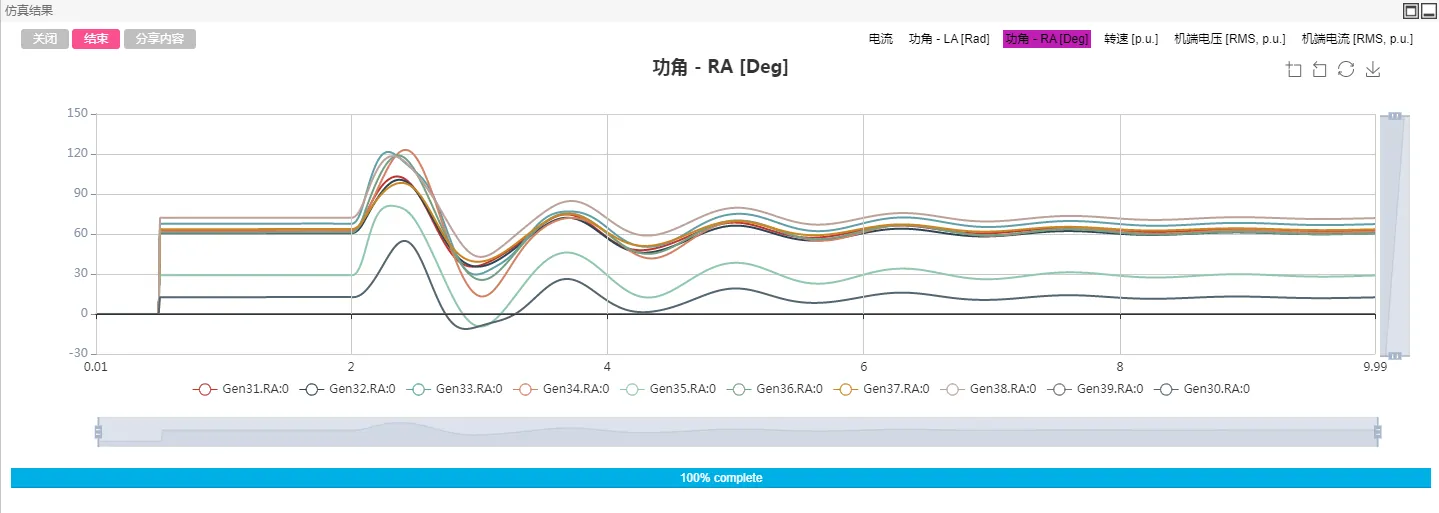 仿真结果
关闭 结束 分享内容 电流 功角 - LA [Rad] 功角 - RA [Deg] 转速 [p.u.] 机端电压 [RMS, p.u.] 机端电流 [RMS, p.u.]
功角 - RA [Deg]
150
120
90
60
30
0
-30
0.01 2 4 6 8 9.99
Gen31.RA:0 Gen32.RA:0 Gen33.RA:0 Gen34.RA:0 Gen35.RA:0 Gen36.RA:0 Gen37.RA:0 Gen38.RA:0 Gen39.RA:0 Gen30.RA:0
100% complete